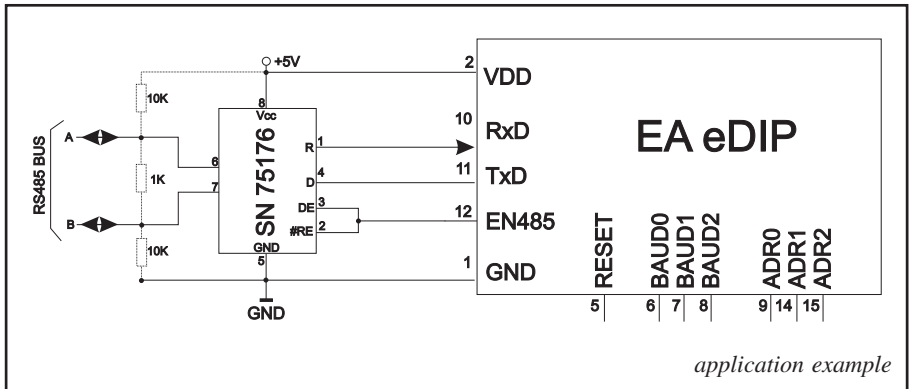 +5V
10K
A
1K
B
10K
RS485 BUS
8
Vcc
6
7
SN 75176
R
1
D
4
DE
3
#RE
2
GND
5
GND
2
VDD
10
RxD
11
TxD
12
EN485
1
GND
EA eDIP
RESET
BAUD0
BAUD1
BAUD2
ADR0
ADR1
ADR2
5
6
7
8
9
14
15
application example